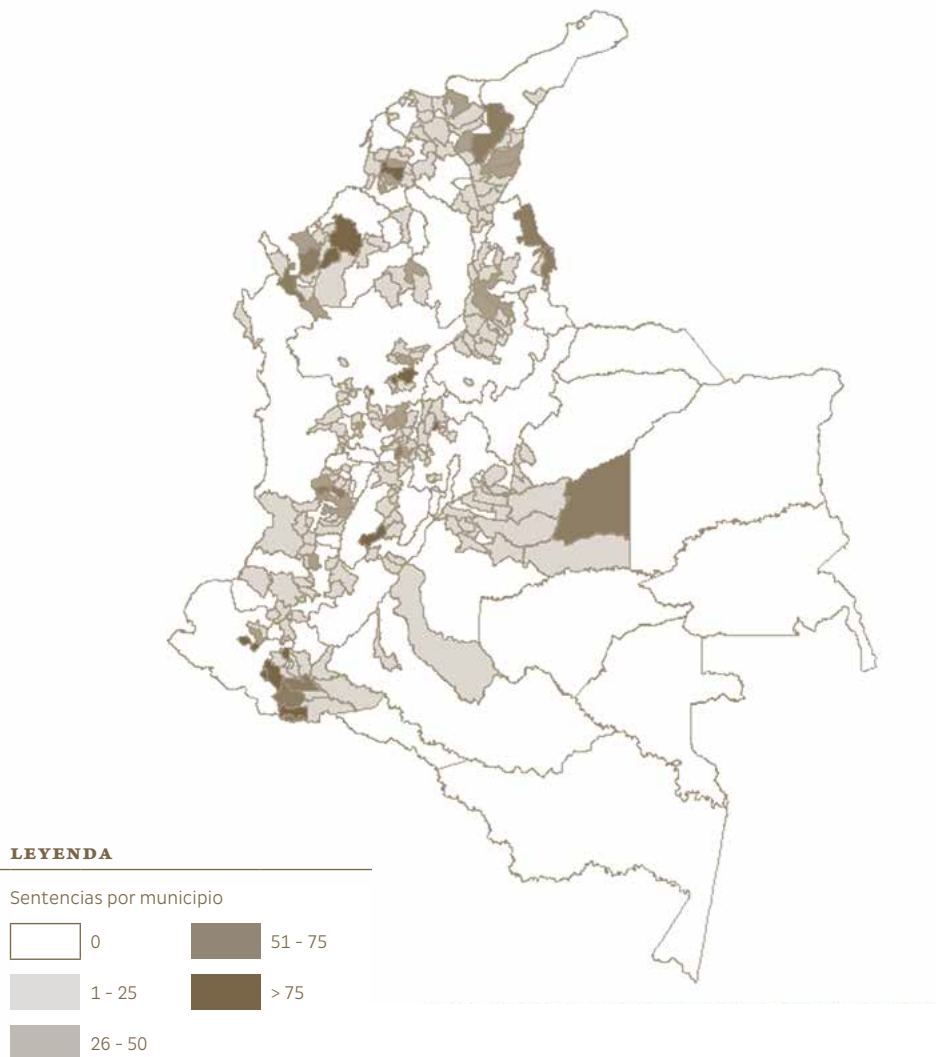 LEYENDA
Sentencias por municipio
0
51 - 75
1 - 25
> 75
26 - 50